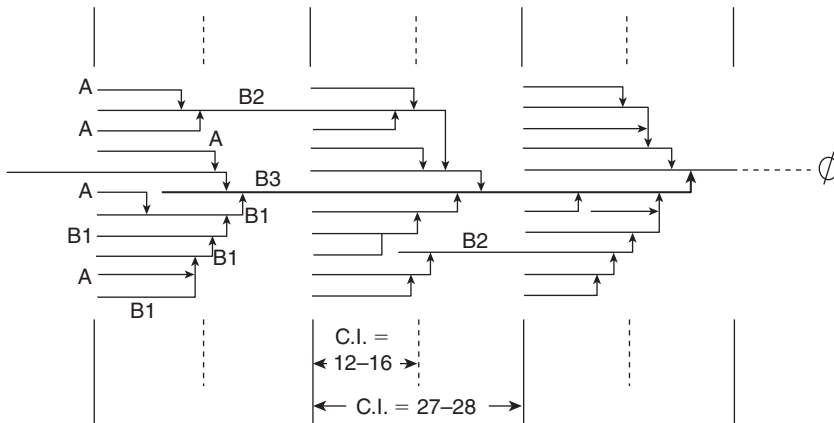 A
B2
A
A
ϕ
B3
A
B1
B1
B1
A
B1
B2
C.I. =
12–16
C.I. = 27–28